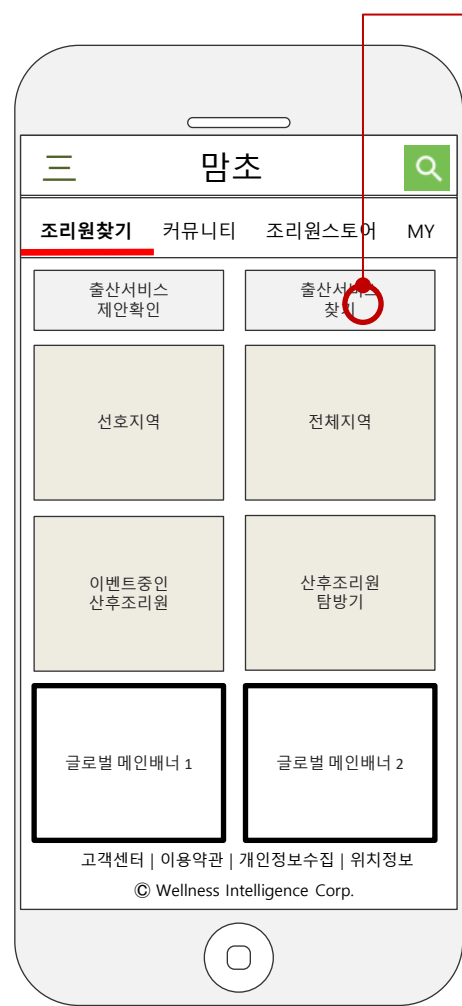 맘초
조리원찾기 커뮤니티 조리원스토어 MY
출산서비스
제안확인
출산서비스
찾기
선호지역
전체지역
이벤트중인
산후조리원
산후조리원
탐방기
글로벌 메인배너 1
글로벌 메인배너 2
고객센터 | 이용약관 | 개인정보수집 | 위치정보
Ⓒ Wellness Intelligence Corp.